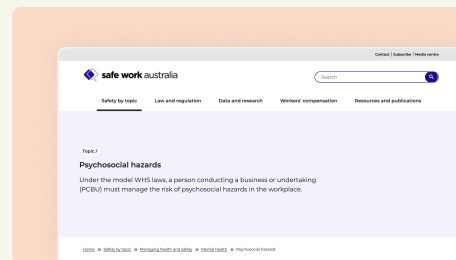 Contact | Subscribe | Media centre
safe work australia
Search
Safety by topic Law and regulation Data and research Workers' compensation Resources and publications
Topic /
Psychosocial hazards
Under the model WHS laws, a person conducting a business or undertaking
(PCBU) must manage the risk of psychosocial hazards in the workplace.
Home » Safety by topic » Managing health and safety » Mental health » Psychosocial hazards